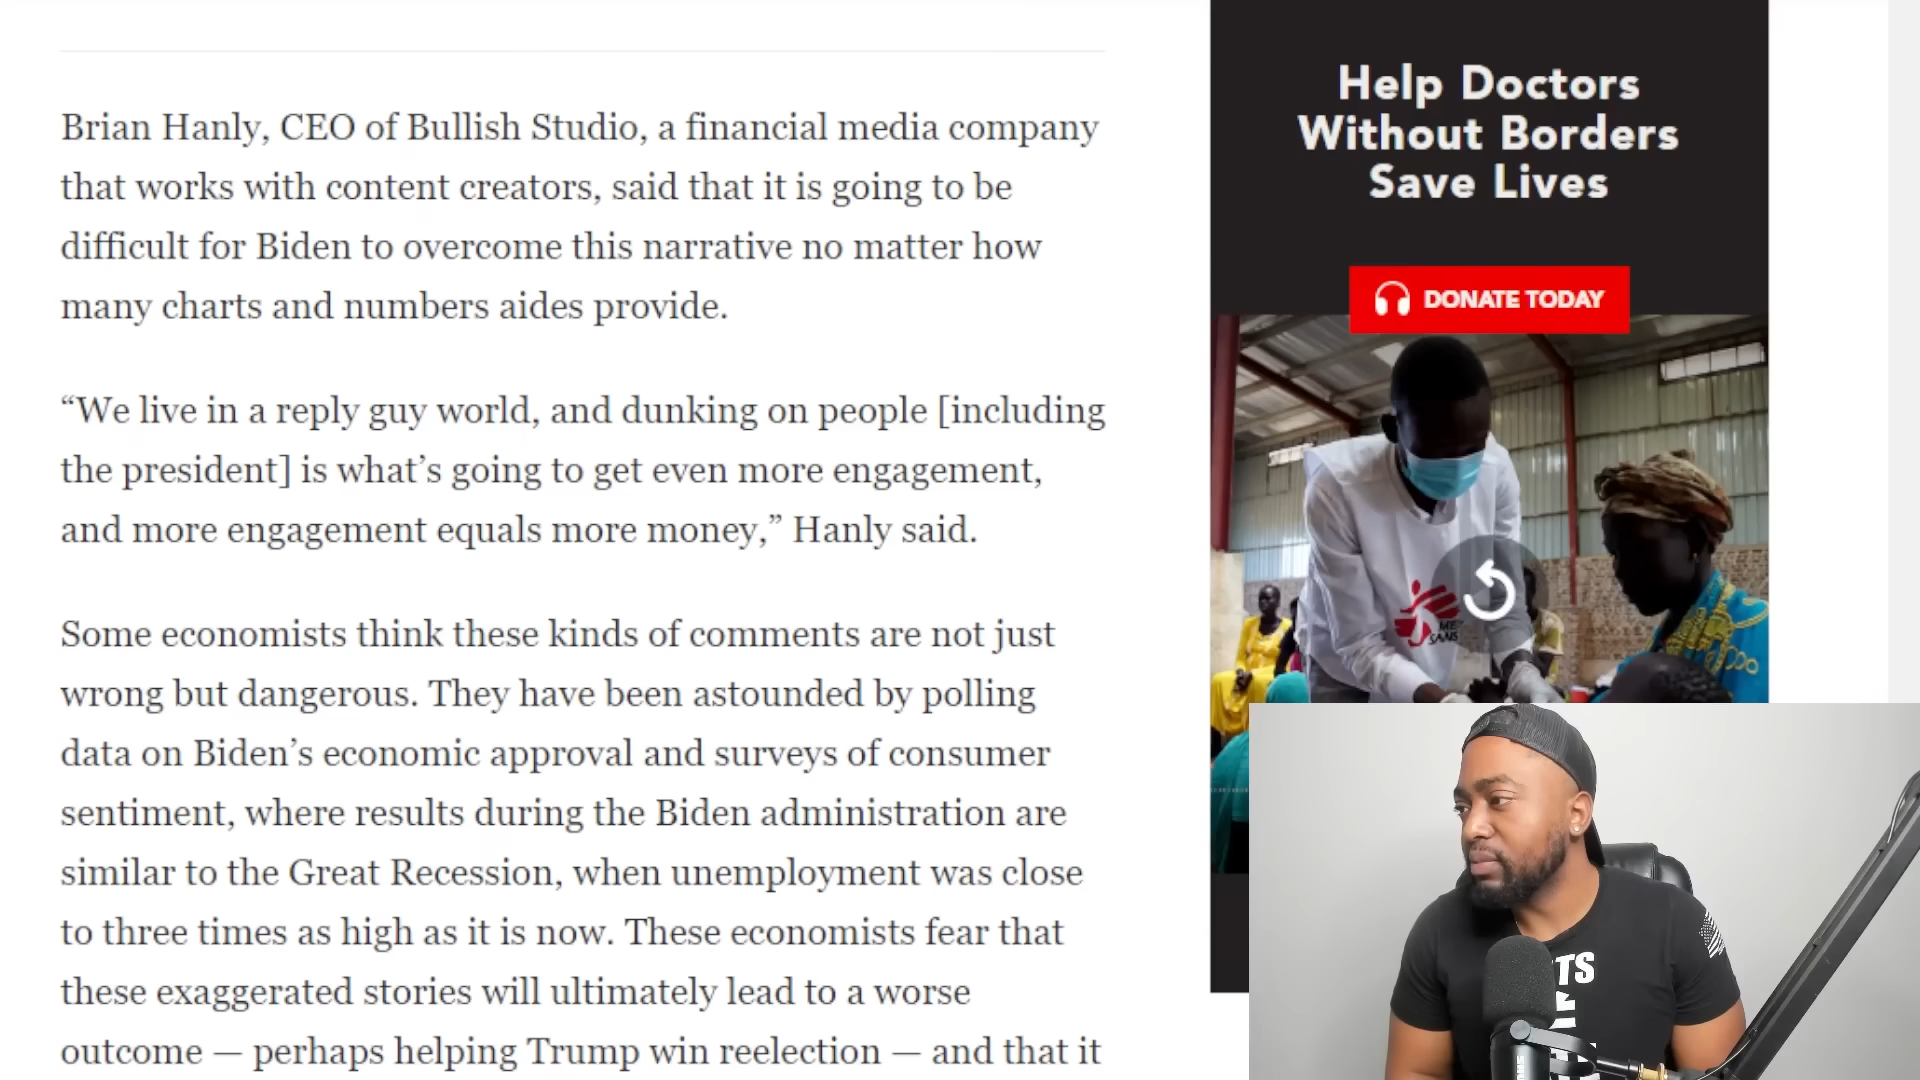 Brian Hanly, CEO of Bullish Studio, a financial media company
that works with content creators, said that it is going to be
difficult for Biden to overcome this narrative no matter how
many charts and numbers aides provide.
“We live in a reply guy world, and dunking on people [including
the president] is what’s going to get even more engagement,
and more engagement equals more money,” Hanly said.
Some economists think these kinds of comments are not just
wrong but dangerous. They have been astounded by polling
data on Biden’s economic approval and surveys of consumer
sentiment, where results during the Biden administration are
similar to the Great Recession, when unemployment was close
to three times as high as it is now. These economists fear that
these exaggerated stories will ultimately lead to a worse
outcome — perhaps helping Trump win reelection — and that it
Help Doctors
Without Borders
Save Lives
DONATE TODAY
SANS
TS